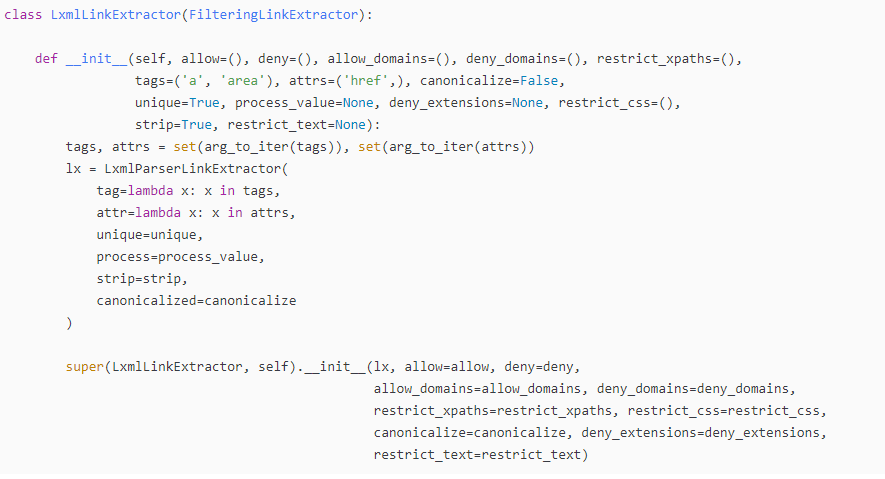 class LxmlLinkExtractor(FilteringLinkExtractor):
def __init__(self, allow=(), deny=(), allow_domains=(), deny_domains=(), restrict_xpaths=(),
tags=('a', 'area'), attrs=('href',), canonicalize=False,
unique=True, process_value=None, deny_extensions=None, restrict_css=(),
strip=True, restrict_text=None):
tags, attrs = set(arg_to_iter(tags)), set(arg_to_iter(attrs))
lx = LxmlParserLinkExtractor(
tag=lambda x: x in tags,
attr=lambda x: x in attrs,
unique=unique,
process=process_value,
strip=strip,
canonicalized=canonicalize
)
super(LxmlLinkExtractor, self).__init__(lx, allow=allow, deny=deny,
allow_domains=allow_domains, deny_domains=deny_domains,
restrict_xpaths=restrict_xpaths, restrict_css=restrict_css,
canonicalize=canonicalize, deny_extensions=deny_extensions,
restrict_text=restrict_text)